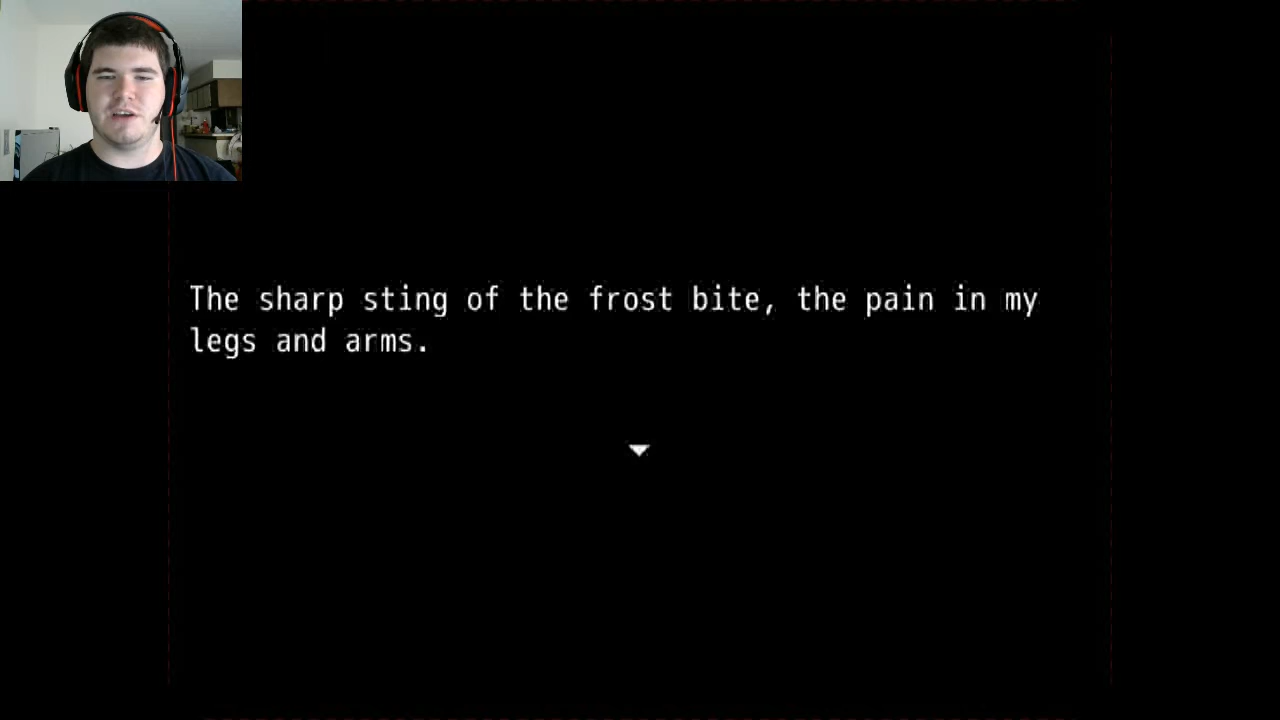 The sharp sting of the frost bite, the pain in my
legs and arms.